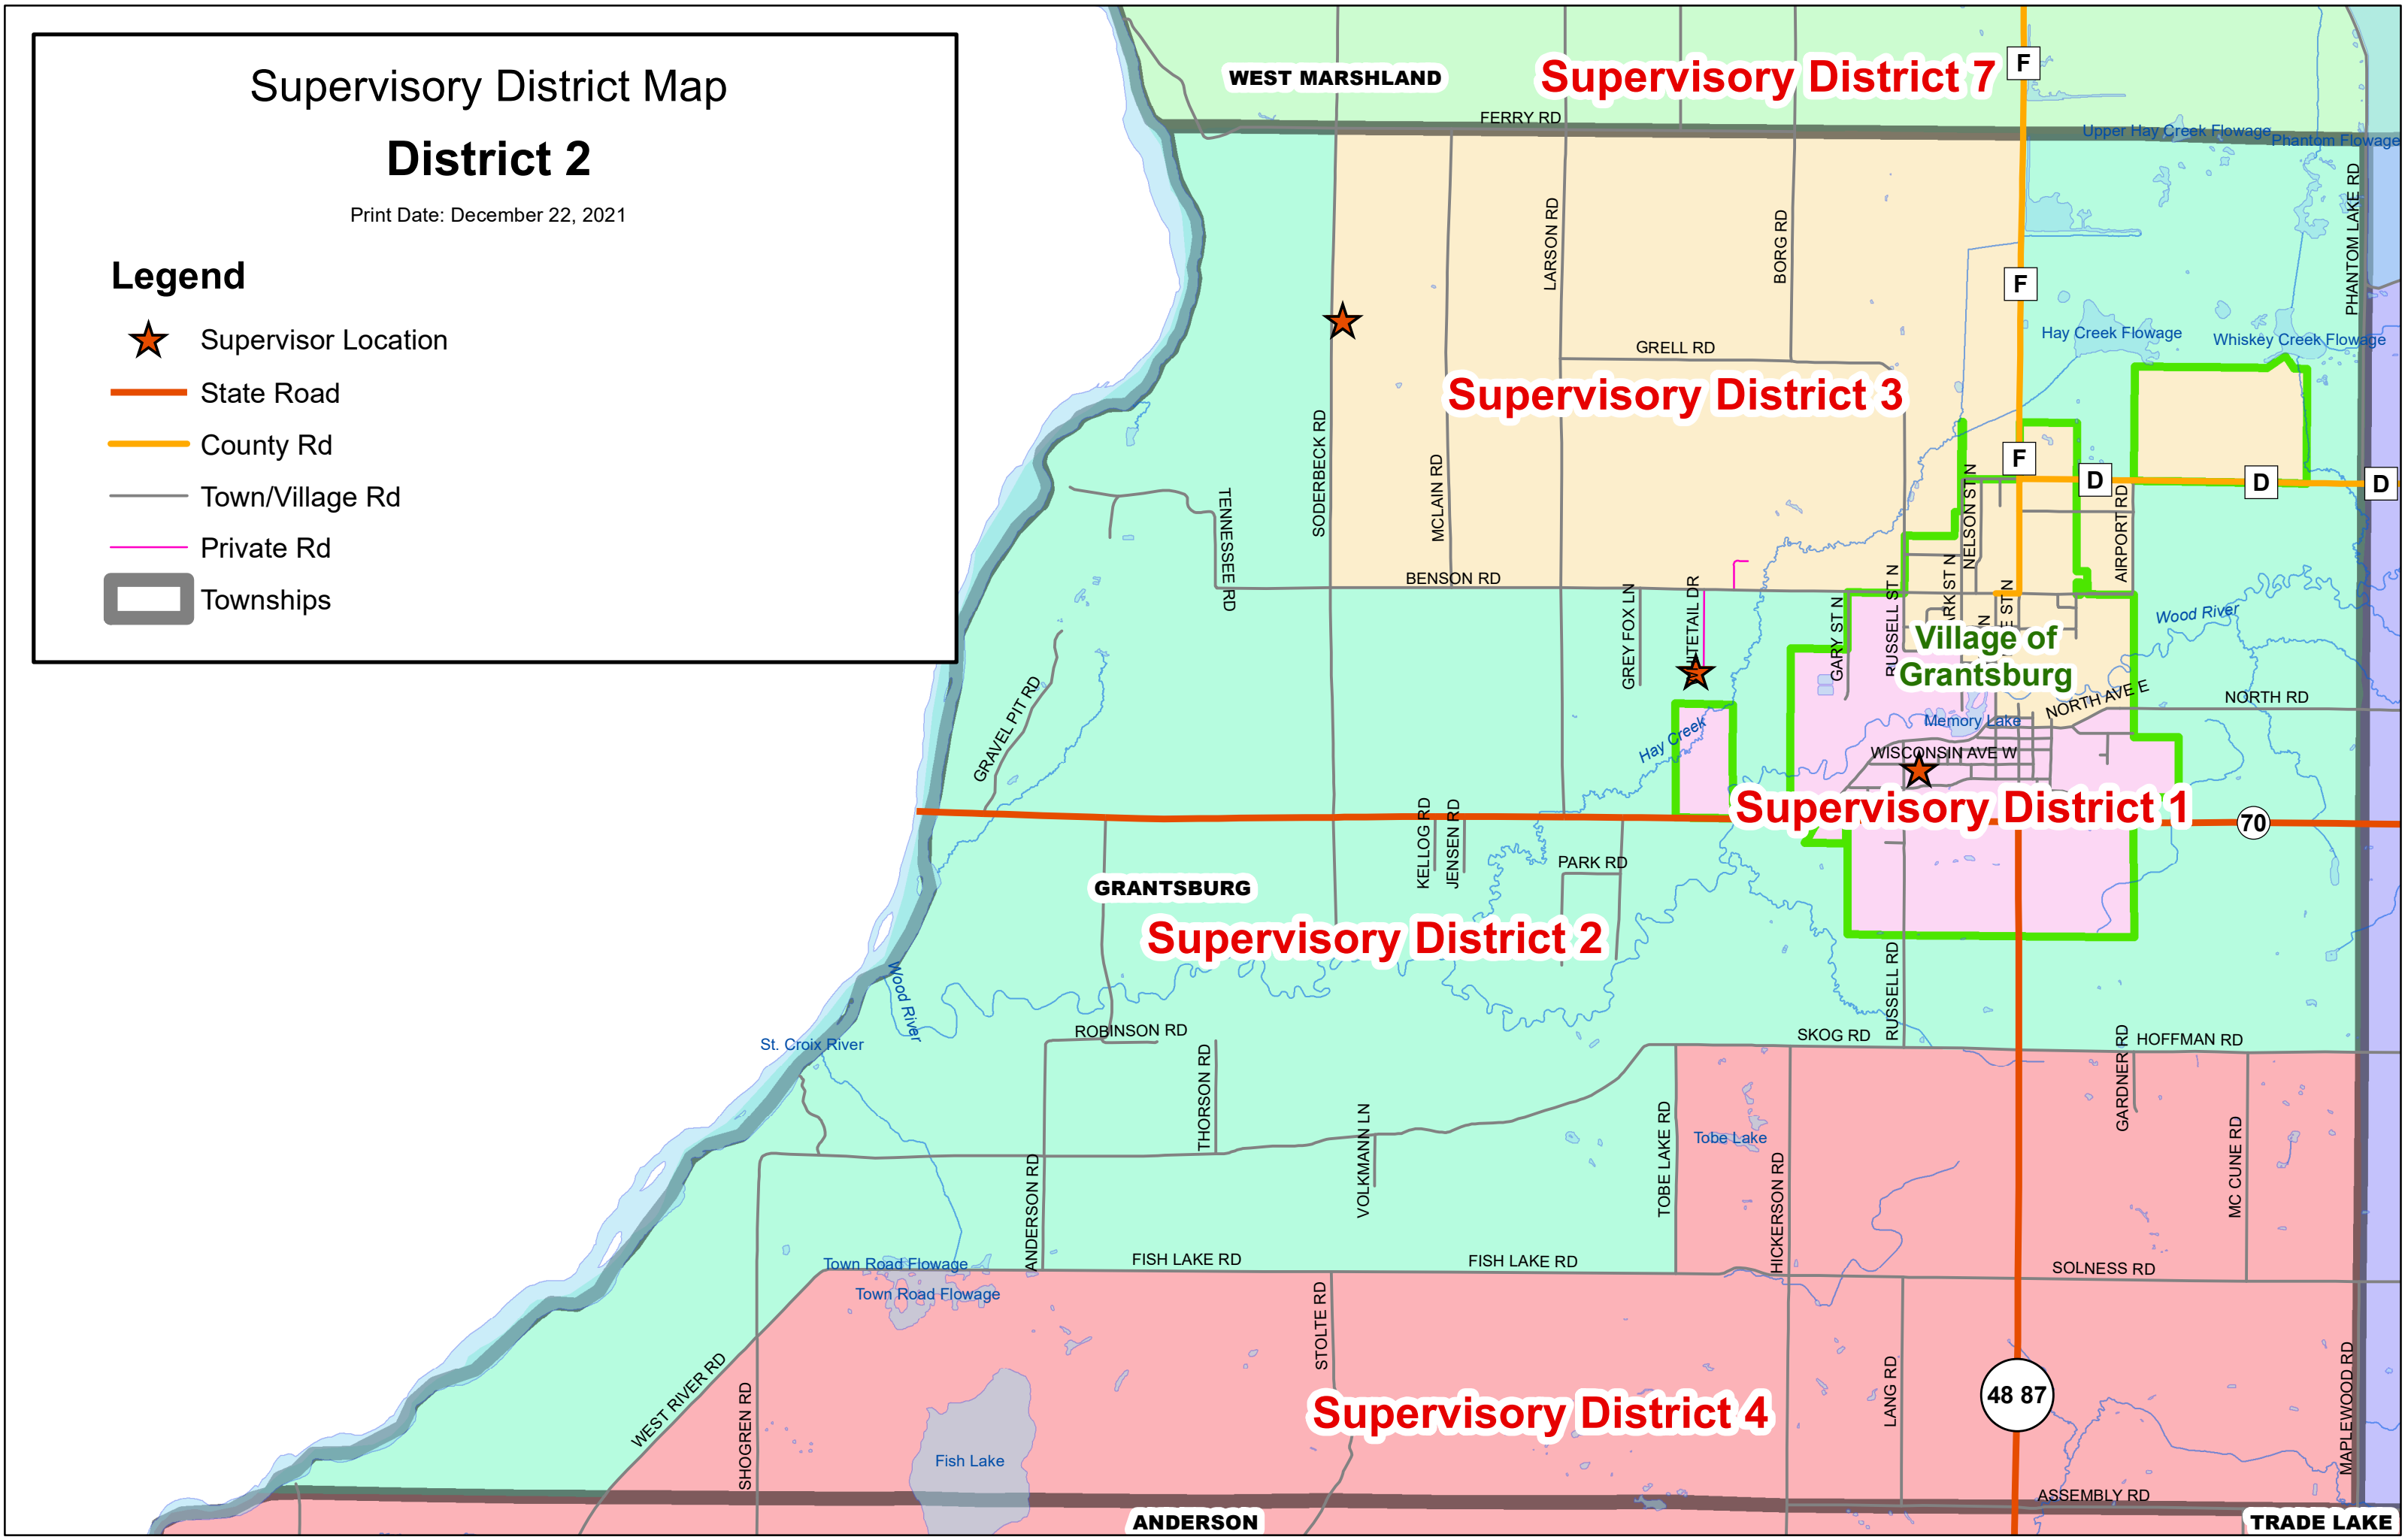 Supervisory District Map
District 2
Print Date: December 22, 2021
Legend
Supervisor Location
State Road
County Rd
Town/Village Rd
Private Rd
Townships
WEST MARSHLAND
Supervisory District 7
F
FERRY RD
Upper Hay Creek Flowage
Phantom Flowage
PHANTOM LAKE RD
LARSON RD
BORG RD
F
Hay Creek Flowage
Whiskey Creek Flowage
GRELL RD
Supervisory District 3
SODERBECK RD
MCLAIN RD
TENNESSEE RD
F
D
D
D
NELSON ST N
AIRPORT RD
BENSON RD
GREY FOX LN
GARY ST N
RUSSELL ST N
Wood River
Village of
Grantsburg
GRAVEL PIT RD
Hay Creek
Memory Lake
NORTH AVE E
NORTH RD
WISCONSIN AVE W
Supervisory District 1
70
KELLOG RD
JENSEN RD
PARK RD
GRANTSBURG
Supervisory District 2
Wood River
St. Croix River
ROBINSON RD
THORSON RD
RUSSELL RD
SKOG RD
GARDNER RD
HOFFMAN RD
VOLKMANN LN
TOBE LAKE RD
Tobe Lake
HICKERSON RD
MC CUNE RD
ANDERSON RD
Town Road Flowage
Town Road Flowage
FISH LAKE RD
FISH LAKE RD
SOLNESS RD
STOLTE RD
WEST RIVER RD
SHOGREN RD
LANG RD
48 87
MAPLEWOOD RD
Supervisory District 4
Fish Lake
ASSEMBLY RD
ANDERSON
TRADE LAKE